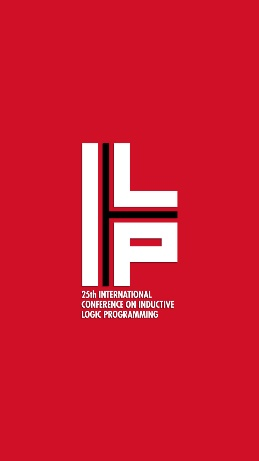 ILP
25th INTERNATIONAL
CONFERENCE ON INDUCTIVE
LOGIC PROGRAMMING